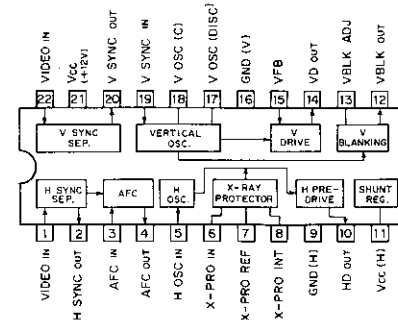 VIDEO IN
VCC (+12V)
V SYNC OUT
V SYNC IN
V OSC (C)
V OSC (DISC)
GND (V)
VFB
VD OUT
VBLK ADJ
VBLK OUT
22 21 20 19 18 17 16 15 14 13 12
V SYNC SEP.
VERTICAL OSC.
V DRIVE
V BLANKING
H SYNC SEP.
AFC
H OSC.
X-RAY PROTECTOR
H PRE-DRIVE
SHUNT REG.
1 2 3 4 5 6 7 8 9 10 11
VIDEO IN
H SYNC OUT
AFC IN
AFC OUT
H OSC IN
X-PRO IN
X-PRO REF
X-PRO INT
GND (H)
HD OUT
VCC (H)